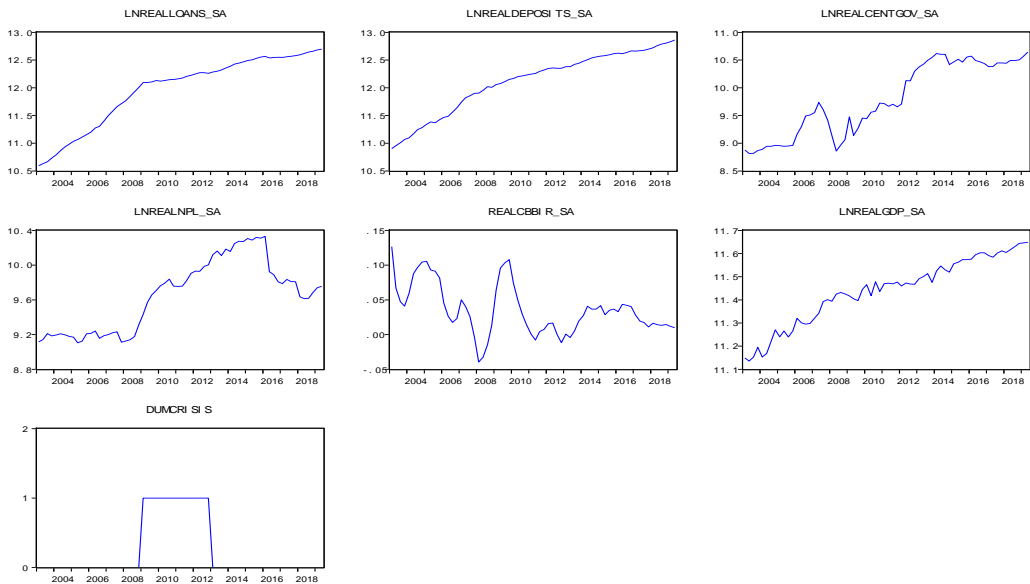 LNREALLOANS_SA
13.0
12.5
12.0
11.5
11.0
10.5
2004 2006 2008 2010 2012 2014 2016 2018
LNREALDEPOSITS_SA
13.0
12.5
12.0
11.5
11.0
10.5
2004 2006 2008 2010 2012 2014 2016 2018
LNREALCENTGOV_SA
11.0
10.5
10.0
9.5
9.0
8.5
2004 2006 2008 2010 2012 2014 2016 2018
LNREALNPL_SA
10.4
10.0
9.6
9.2
8.8
2004 2006 2008 2010 2012 2014 2016 2018
REALCBBIR_SA
.15
.10
.05
.00
-.05
2004 2006 2008 2010 2012 2014 2016 2018
LNREALGDP_SA
11.7
11.6
11.5
11.4
11.3
11.2
11.1
2004 2006 2008 2010 2012 2014 2016 2018
DUMCRISIS
2
1
0
2004 2006 2008 2010 2012 2014 2016 2018